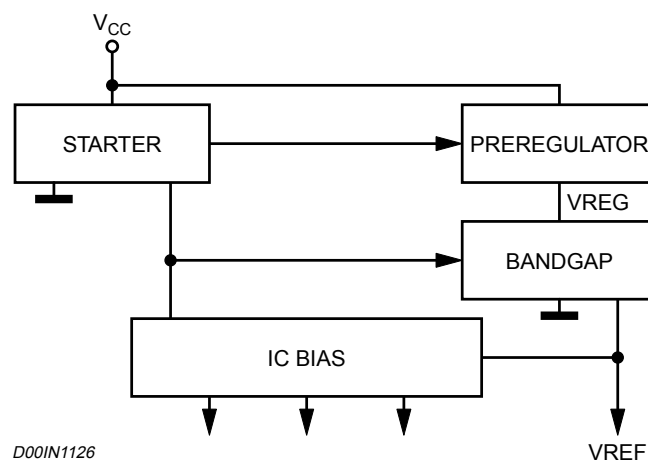 VCC
STARTER
PREREGULATOR
VREG
BANDGAP
IC BIAS
D00IN1126
VREF